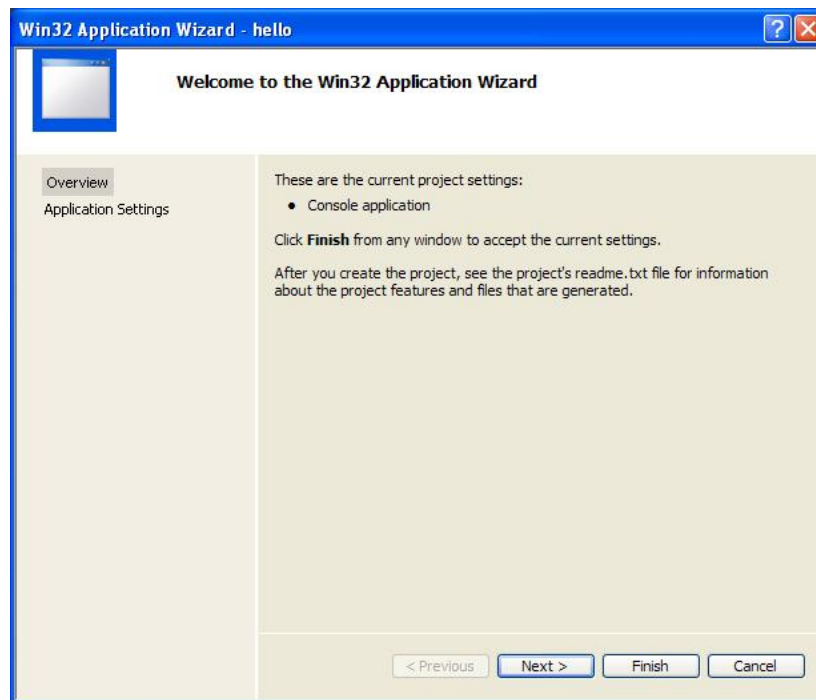 Win32 Application Wizard - hello
Welcome to the Win32 Application Wizard
Overview
Application Settings
These are the current project settings:
• Console application
Click Finish from any window to accept the current settings.
After you create the project, see the project's readme.txt file for information
about the project features and files that are generated.
< Previous
Next >
Finish
Cancel